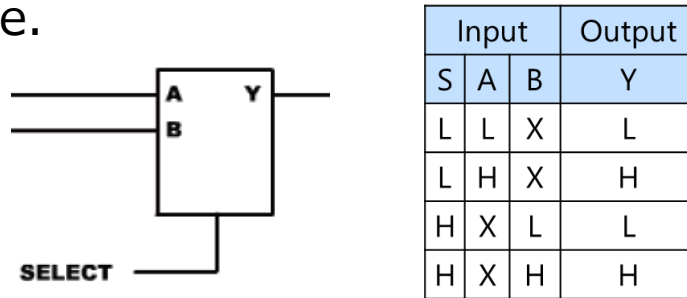 e.
A Y
B
SELECT
Input Output
S A B Y
L L X L
L H X H
H X L L
H X H H